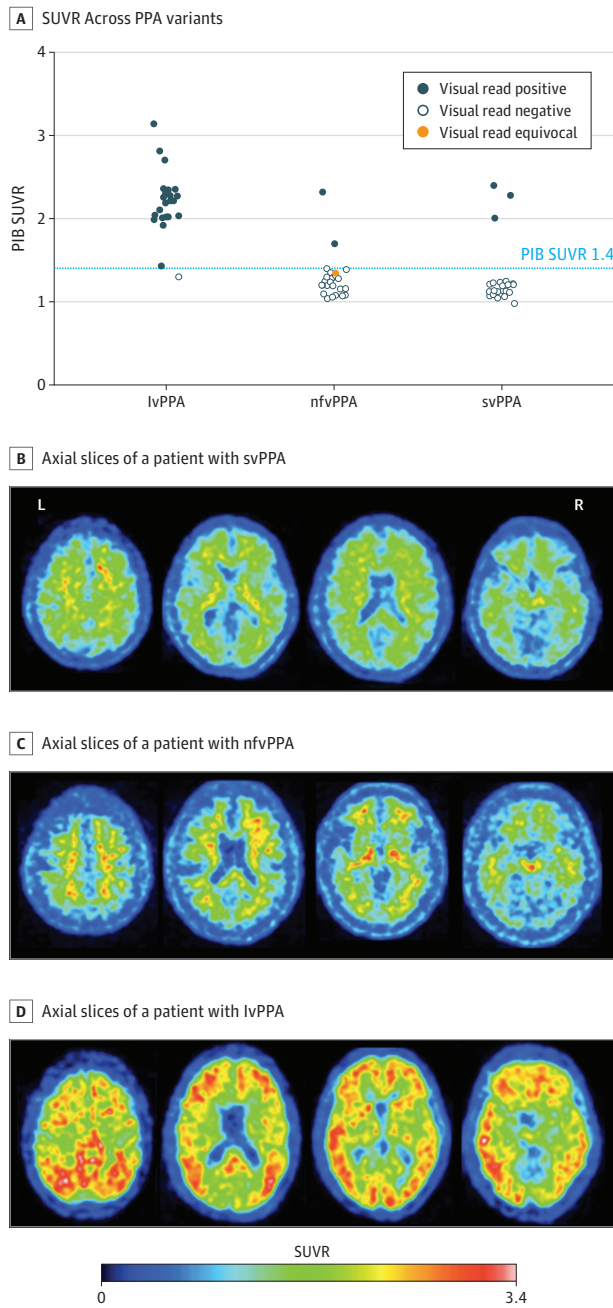 A SUVR Across PPA variants
4
Visual read positive
Visual read negative
Visual read equivocal
3
PIB SUVR
2
PIB SUVR 1.4
1
0
lvPPA nfvPPA svPPA
B Axial slices of a patient with svPPA
L R
C Axial slices of a patient with nfvPPA
D Axial slices of a patient with lvPPA
SUVR
0 3.4